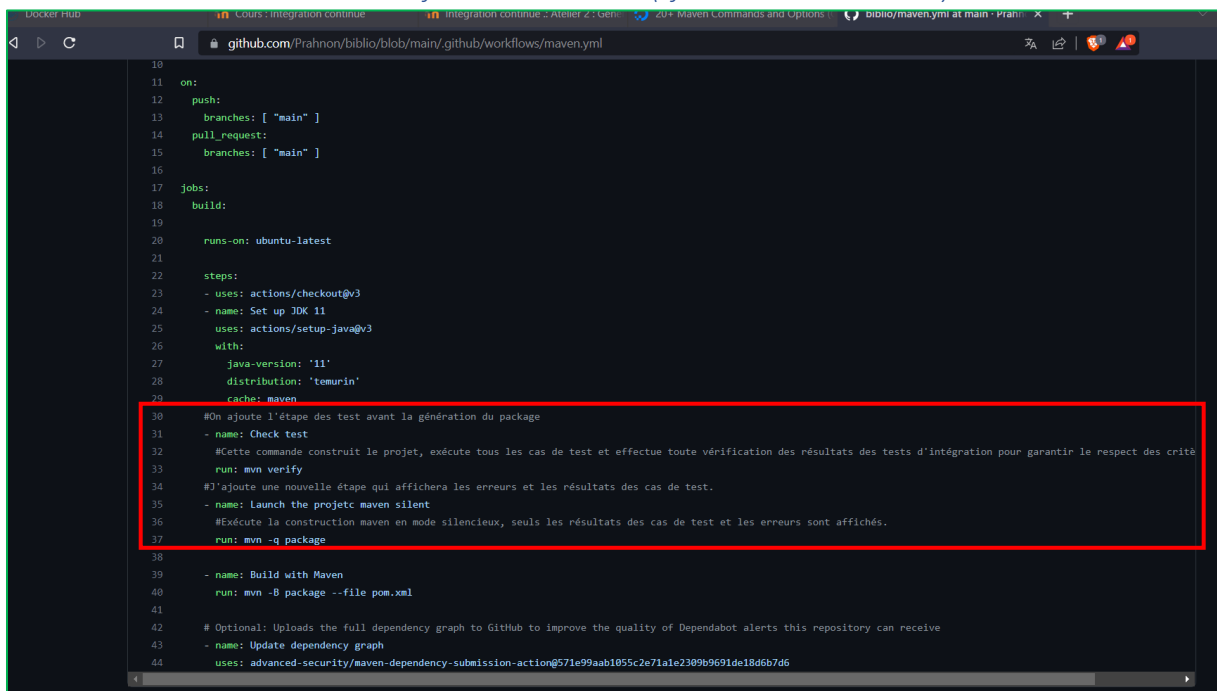 Docker Hub
Cours : Intégration continue
Intégration continue :: Atelier 2 : Géné
20+ Maven Commands and Options (
biblio/maven.yml at main · Prahn
github.com/Prahnon/biblio/blob/main/.github/workflows/maven.yml
10
11 on:
12 push:
13 branches: [ "main" ]
14 pull_request:
15 branches: [ "main" ]
16
17 jobs:
18 build:
19
20 runs-on: ubuntu-latest
21
22 steps:
23 - uses: actions/checkout@v3
24 - name: Set up JDK 11
25 uses: actions/setup-java@v3
26 with:
27 java-version: '11'
28 distribution: 'temurin'
29 cache: maven
30 #On ajoute l'étape des test avant la génération du package
31 - name: Check test
32 #Cette commande construit le projet, exécute tous les cas de test et effectue toute vérification des résultats des tests d'intégration pour garantir le respect des critè
33 run: mvn verify
34 #J'ajoute une nouvelle étape qui affichera les erreurs et les résultats des cas de test.
35 - name: Launch the projetc maven silent
36 #Exécute la construction maven en mode silencieux, seuls les résultats des cas de test et les erreurs sont affichés.
37 run: mvn -q package
38
39 - name: Build with Maven
40 run: mvn -B package --file pom.xml
41
42 # Optional: Uploads the full dependency graph to GitHub to improve the quality of Dependabot alerts this repository can receive
43 - name: Update dependency graph
44 uses: advanced-security/maven-dependency-submission-action@571e99aab1055c2e71a1e2309b9691de18d6b7d6